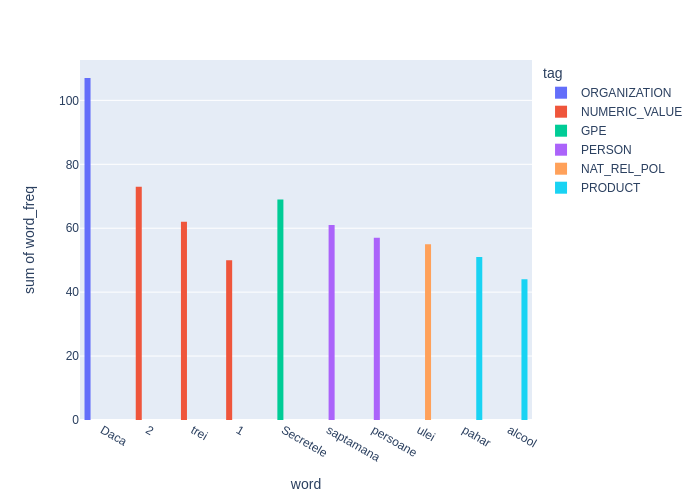 tag
ORGANIZATION
NUMERIC_VALUE
GPE
PERSON
NAT_REL_POL
PRODUCT
sum of word_freq
100
80
60
40
20
0
Daca
2
trei
1
Secretele
saptamana
persoane
ulei
pahar
alcool
word